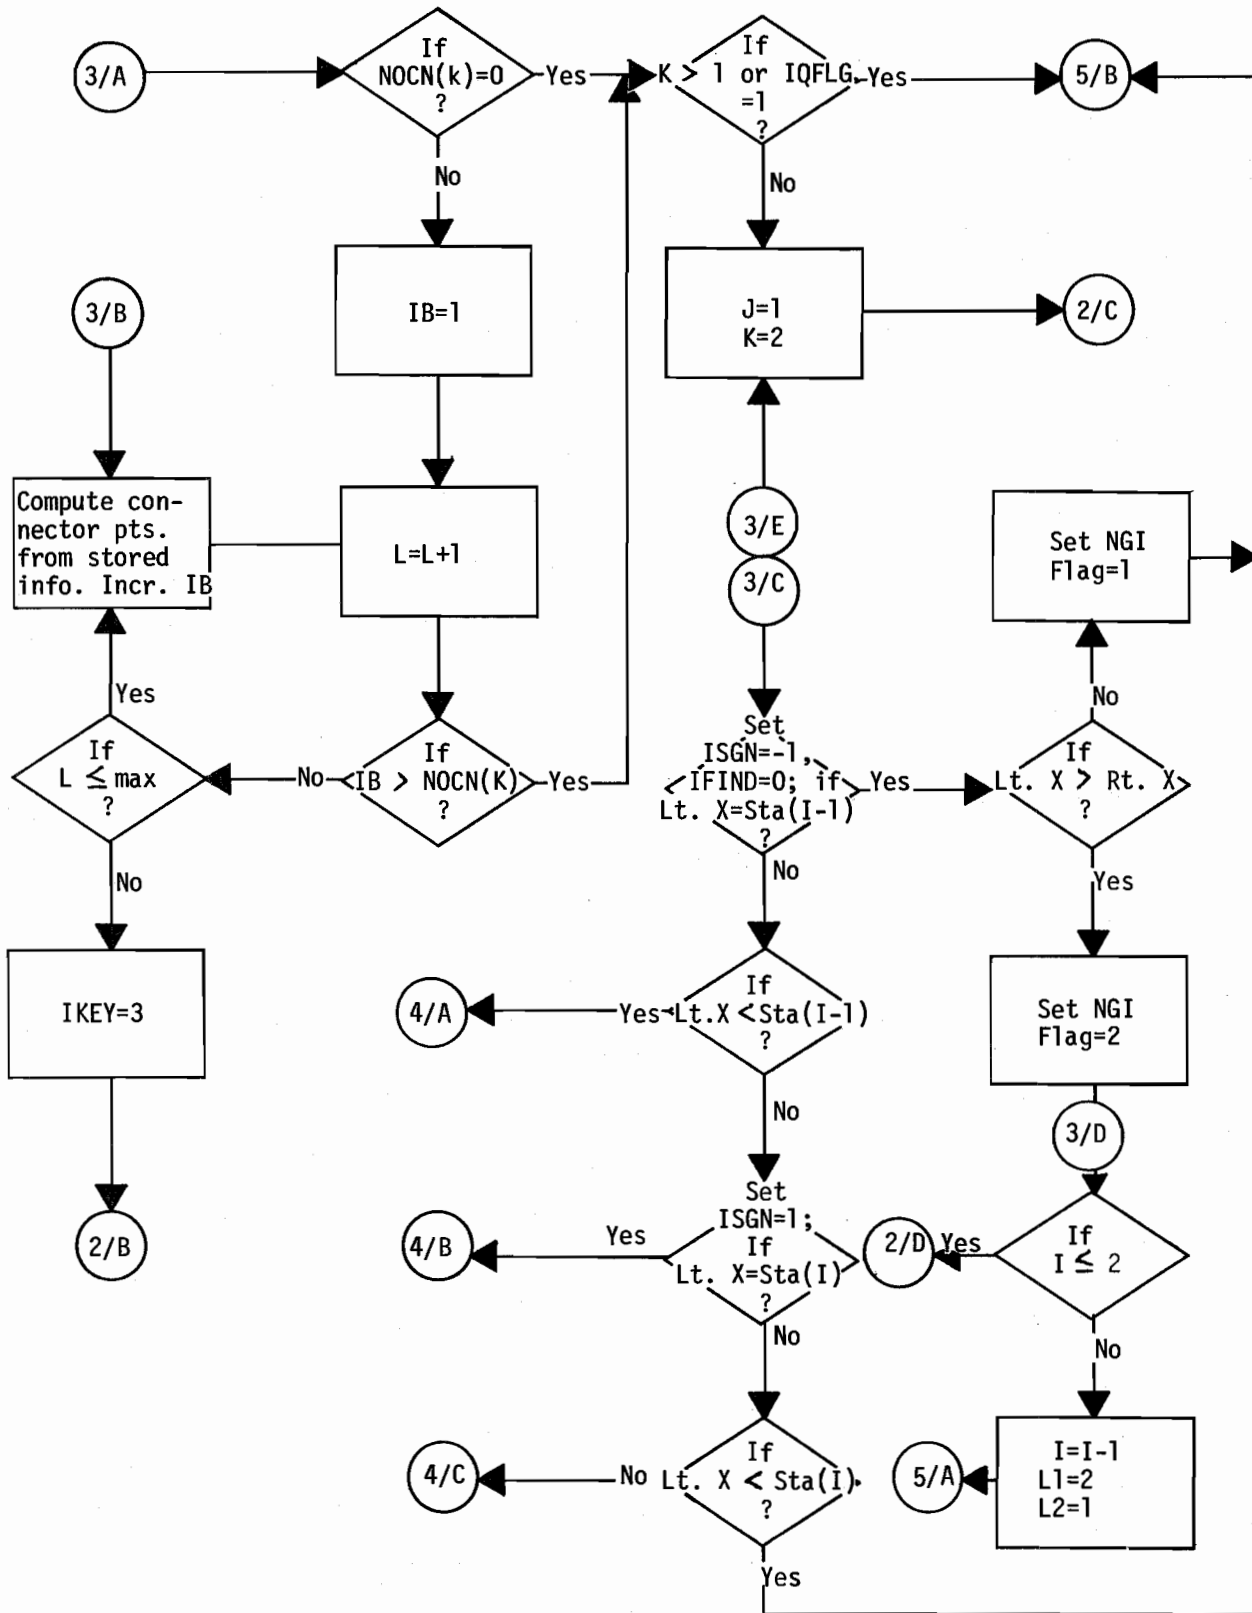 3/A
If
NOCN(k)=0
?
Yes
No
If
K > 1 or IQFLG
=1
?
Yes
No
5/B
3/B
IB=1
J=1
K=2
2/C
Compute con-
nector pts.
from stored
info. Incr. IB
L=L+1
3/E
3/C
Set NGI
Flag=1
Yes
No
If
L ≤ max
?
No
If
IB > NOCN(K)
?
No
Yes
Set
ISGN=-1,
IFIND=0; if
Lt. X=Sta(I-1)
?
Yes
No
If
Lt. X > Rt. X
?
Yes
IKEY=3
4/A
Yes
If
Lt.X <Sta(I-1)
?
No
Set NGI
Flag=2
3/D
2/B
4/B
Yes
Set
ISGN=1;
If
Lt. X=Sta(I)
?
No
2/D
Yes
If
I ≤ 2
No
4/C
No
If
Lt. X < Sta(I)
?
Yes
5/A
I=I-1
L1=2
L2=1